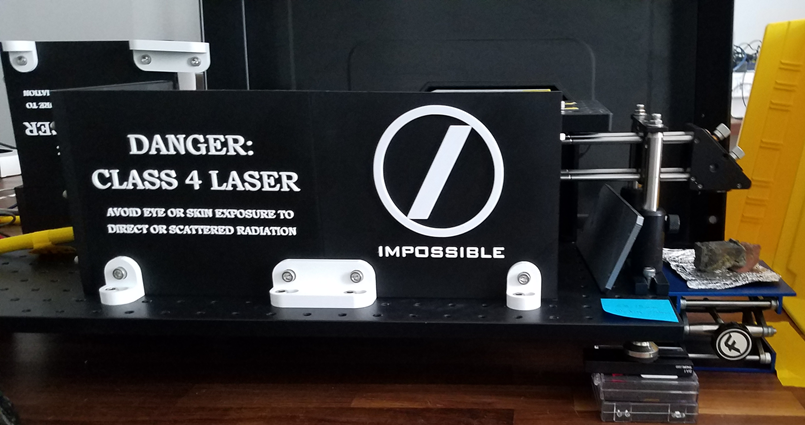 DANGER:
CLASS 4 LASER
AVOID EYE OR SKIN EXPOSURE TO
DIRECT OR SCATTERED RADIATION
IMPOSSIBLE